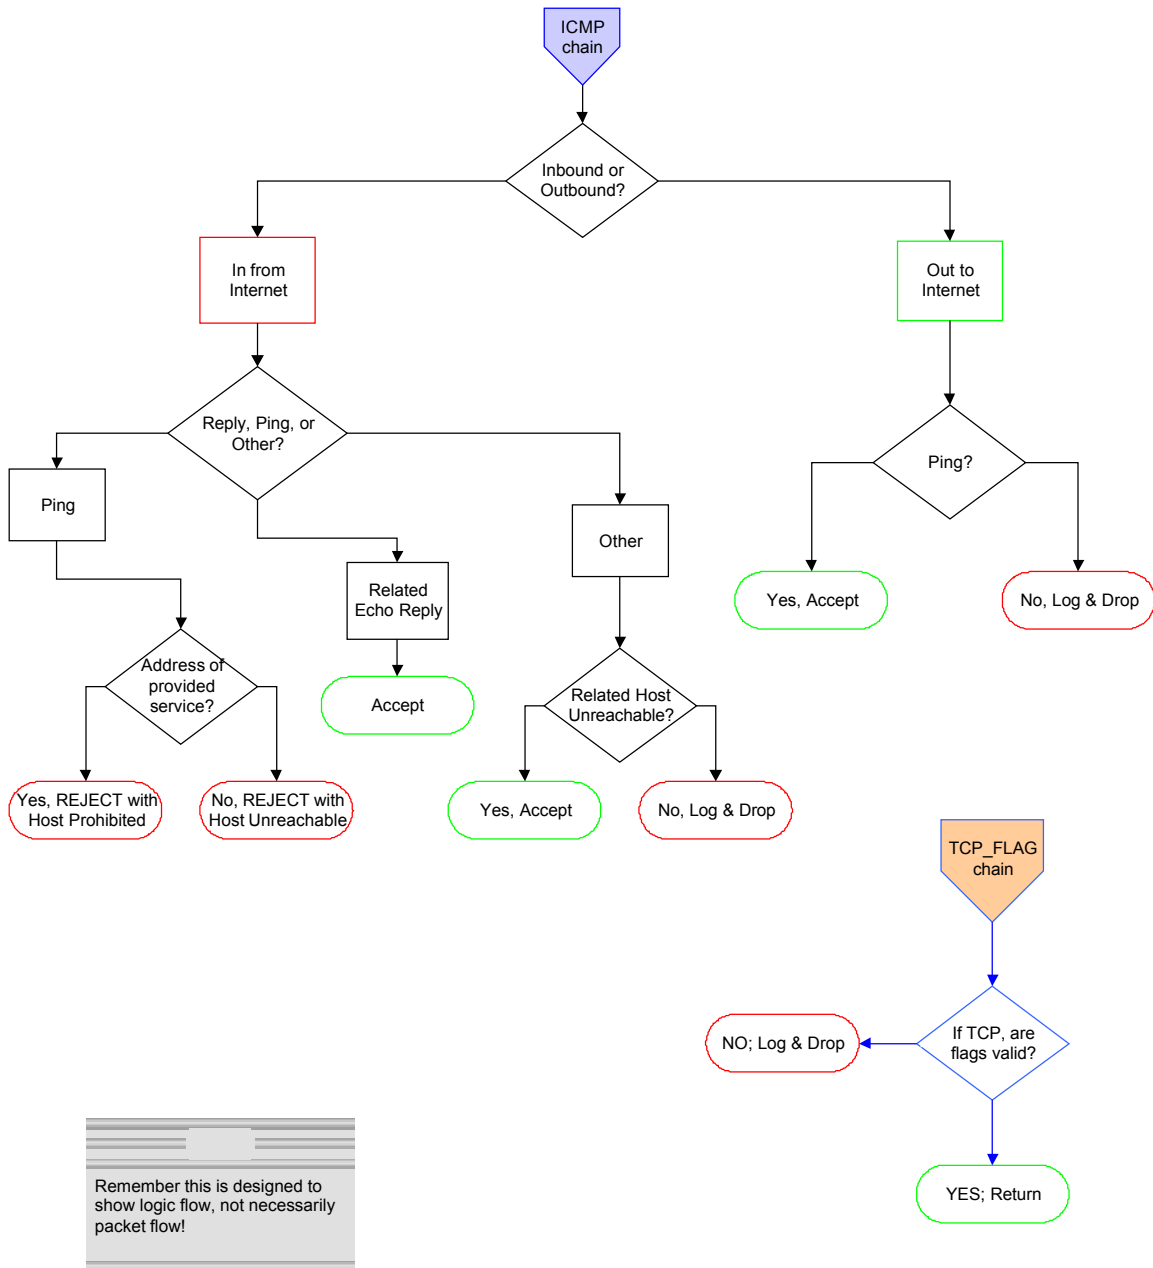 ICMP
chain
Inbound or
Outbound?
In from
Internet
Out to
Internet
Reply, Ping, or
Other?
Ping?
Ping
Other
Related
Echo Reply
Yes, Accept
No, Log & Drop
Address of
provided
service?
Accept
Related Host
Unreachable?
Yes, REJECT with
Host Prohibited
No, REJECT with
Host Unreachable
Yes, Accept
No, Log & Drop
TCP_FLAG
chain
If TCP, are
flags valid?
NO; Log & Drop
YES; Return
Remember this is designed to
show logic flow, not necessarily
packet flow!